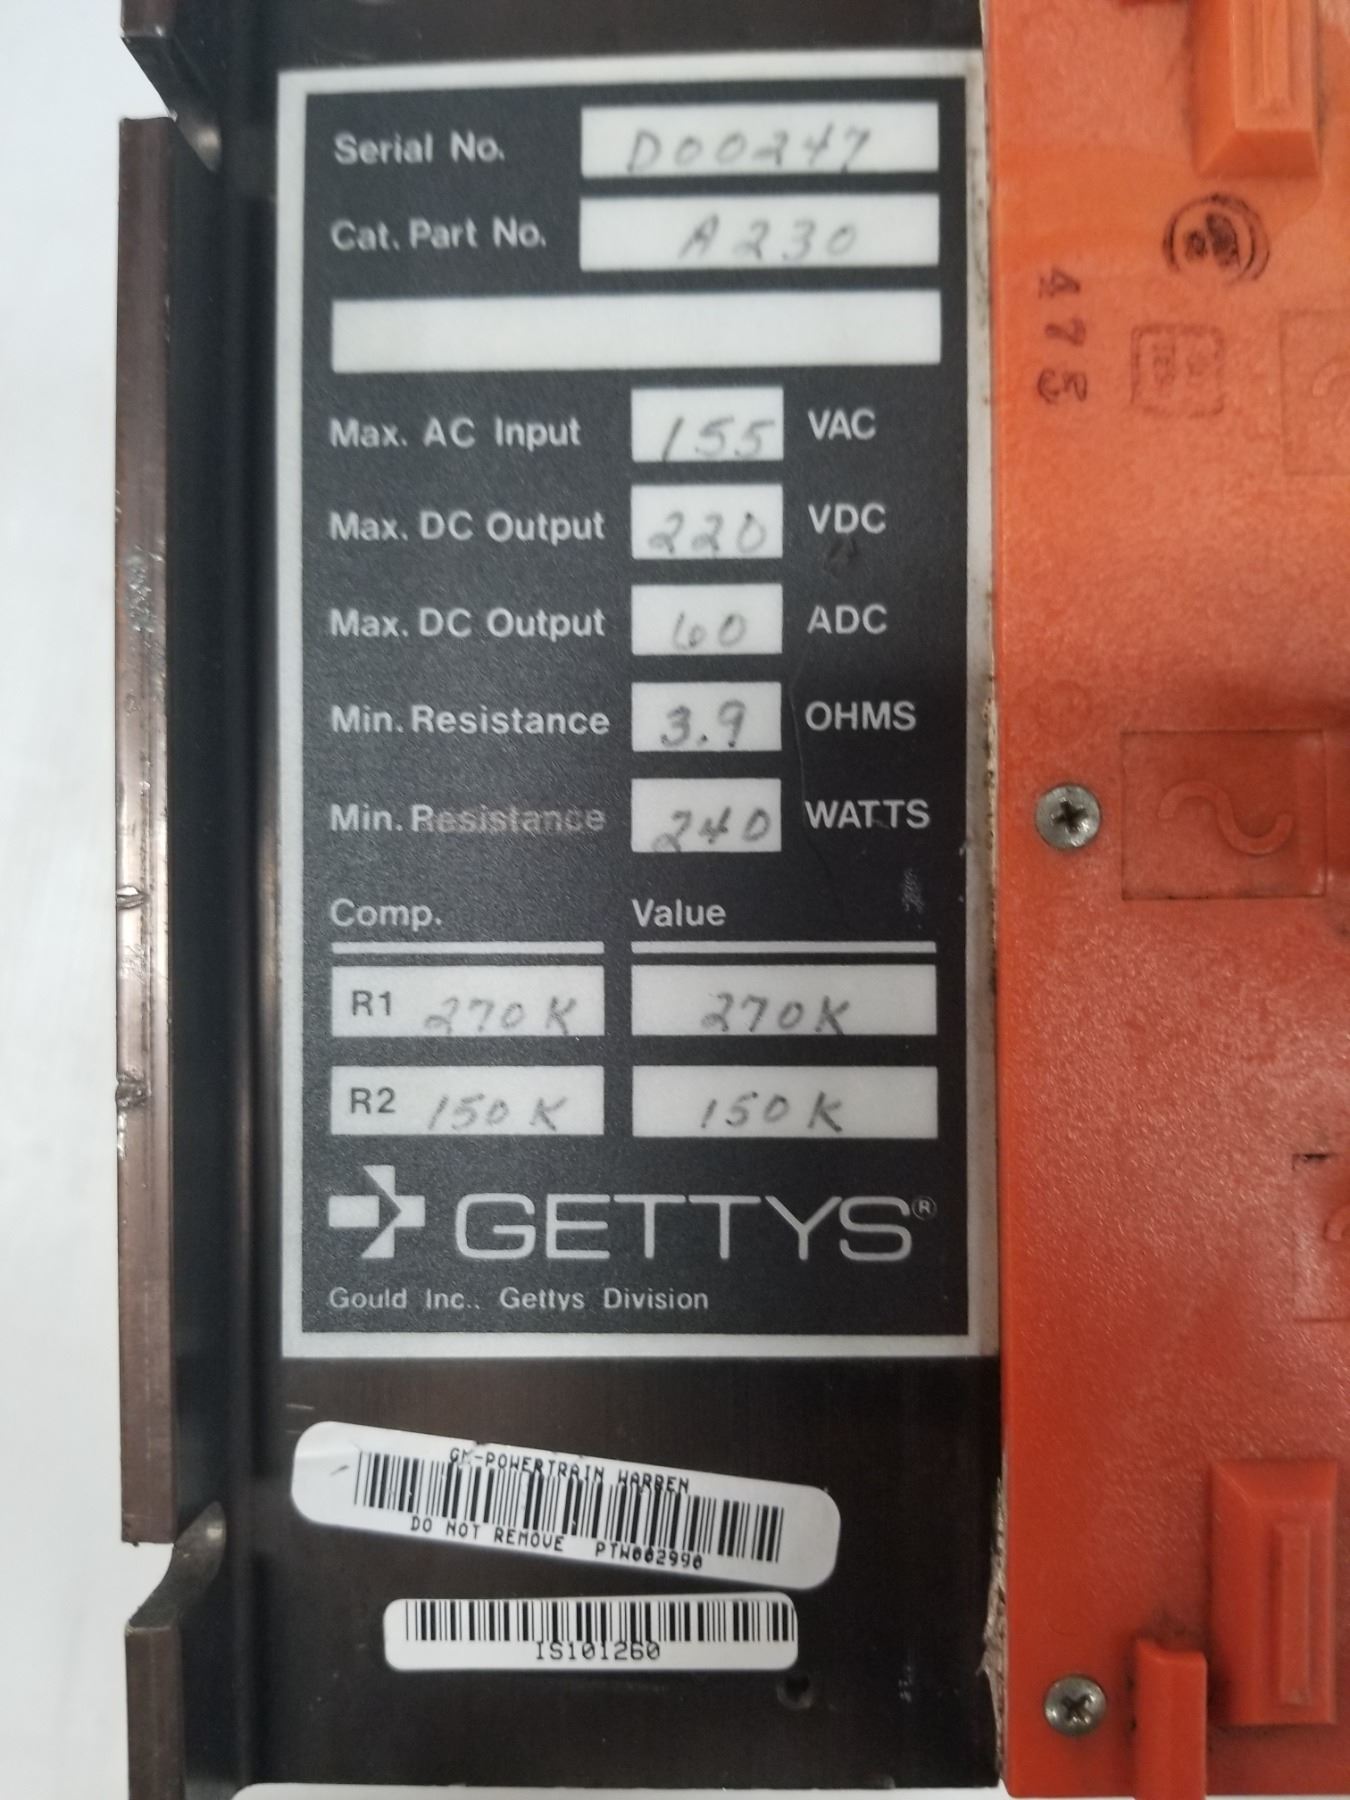 Serial No. D00247
Cat. Part No. A230
Max. AC Input 155 VAC
Max. DC Output 220 VDC
Max. DC Output 60 ADC
Min. Resistance 3.9 OHMS
Min. Resistance 240 WATTS
Comp. Value
R1 270K 270K
R2 150K 150K
GETTYS®
Gould Inc., Gettys Division
GM-POWERTRAIN WARREN
DO NOT REMOVE PTW002990
IS101260
475